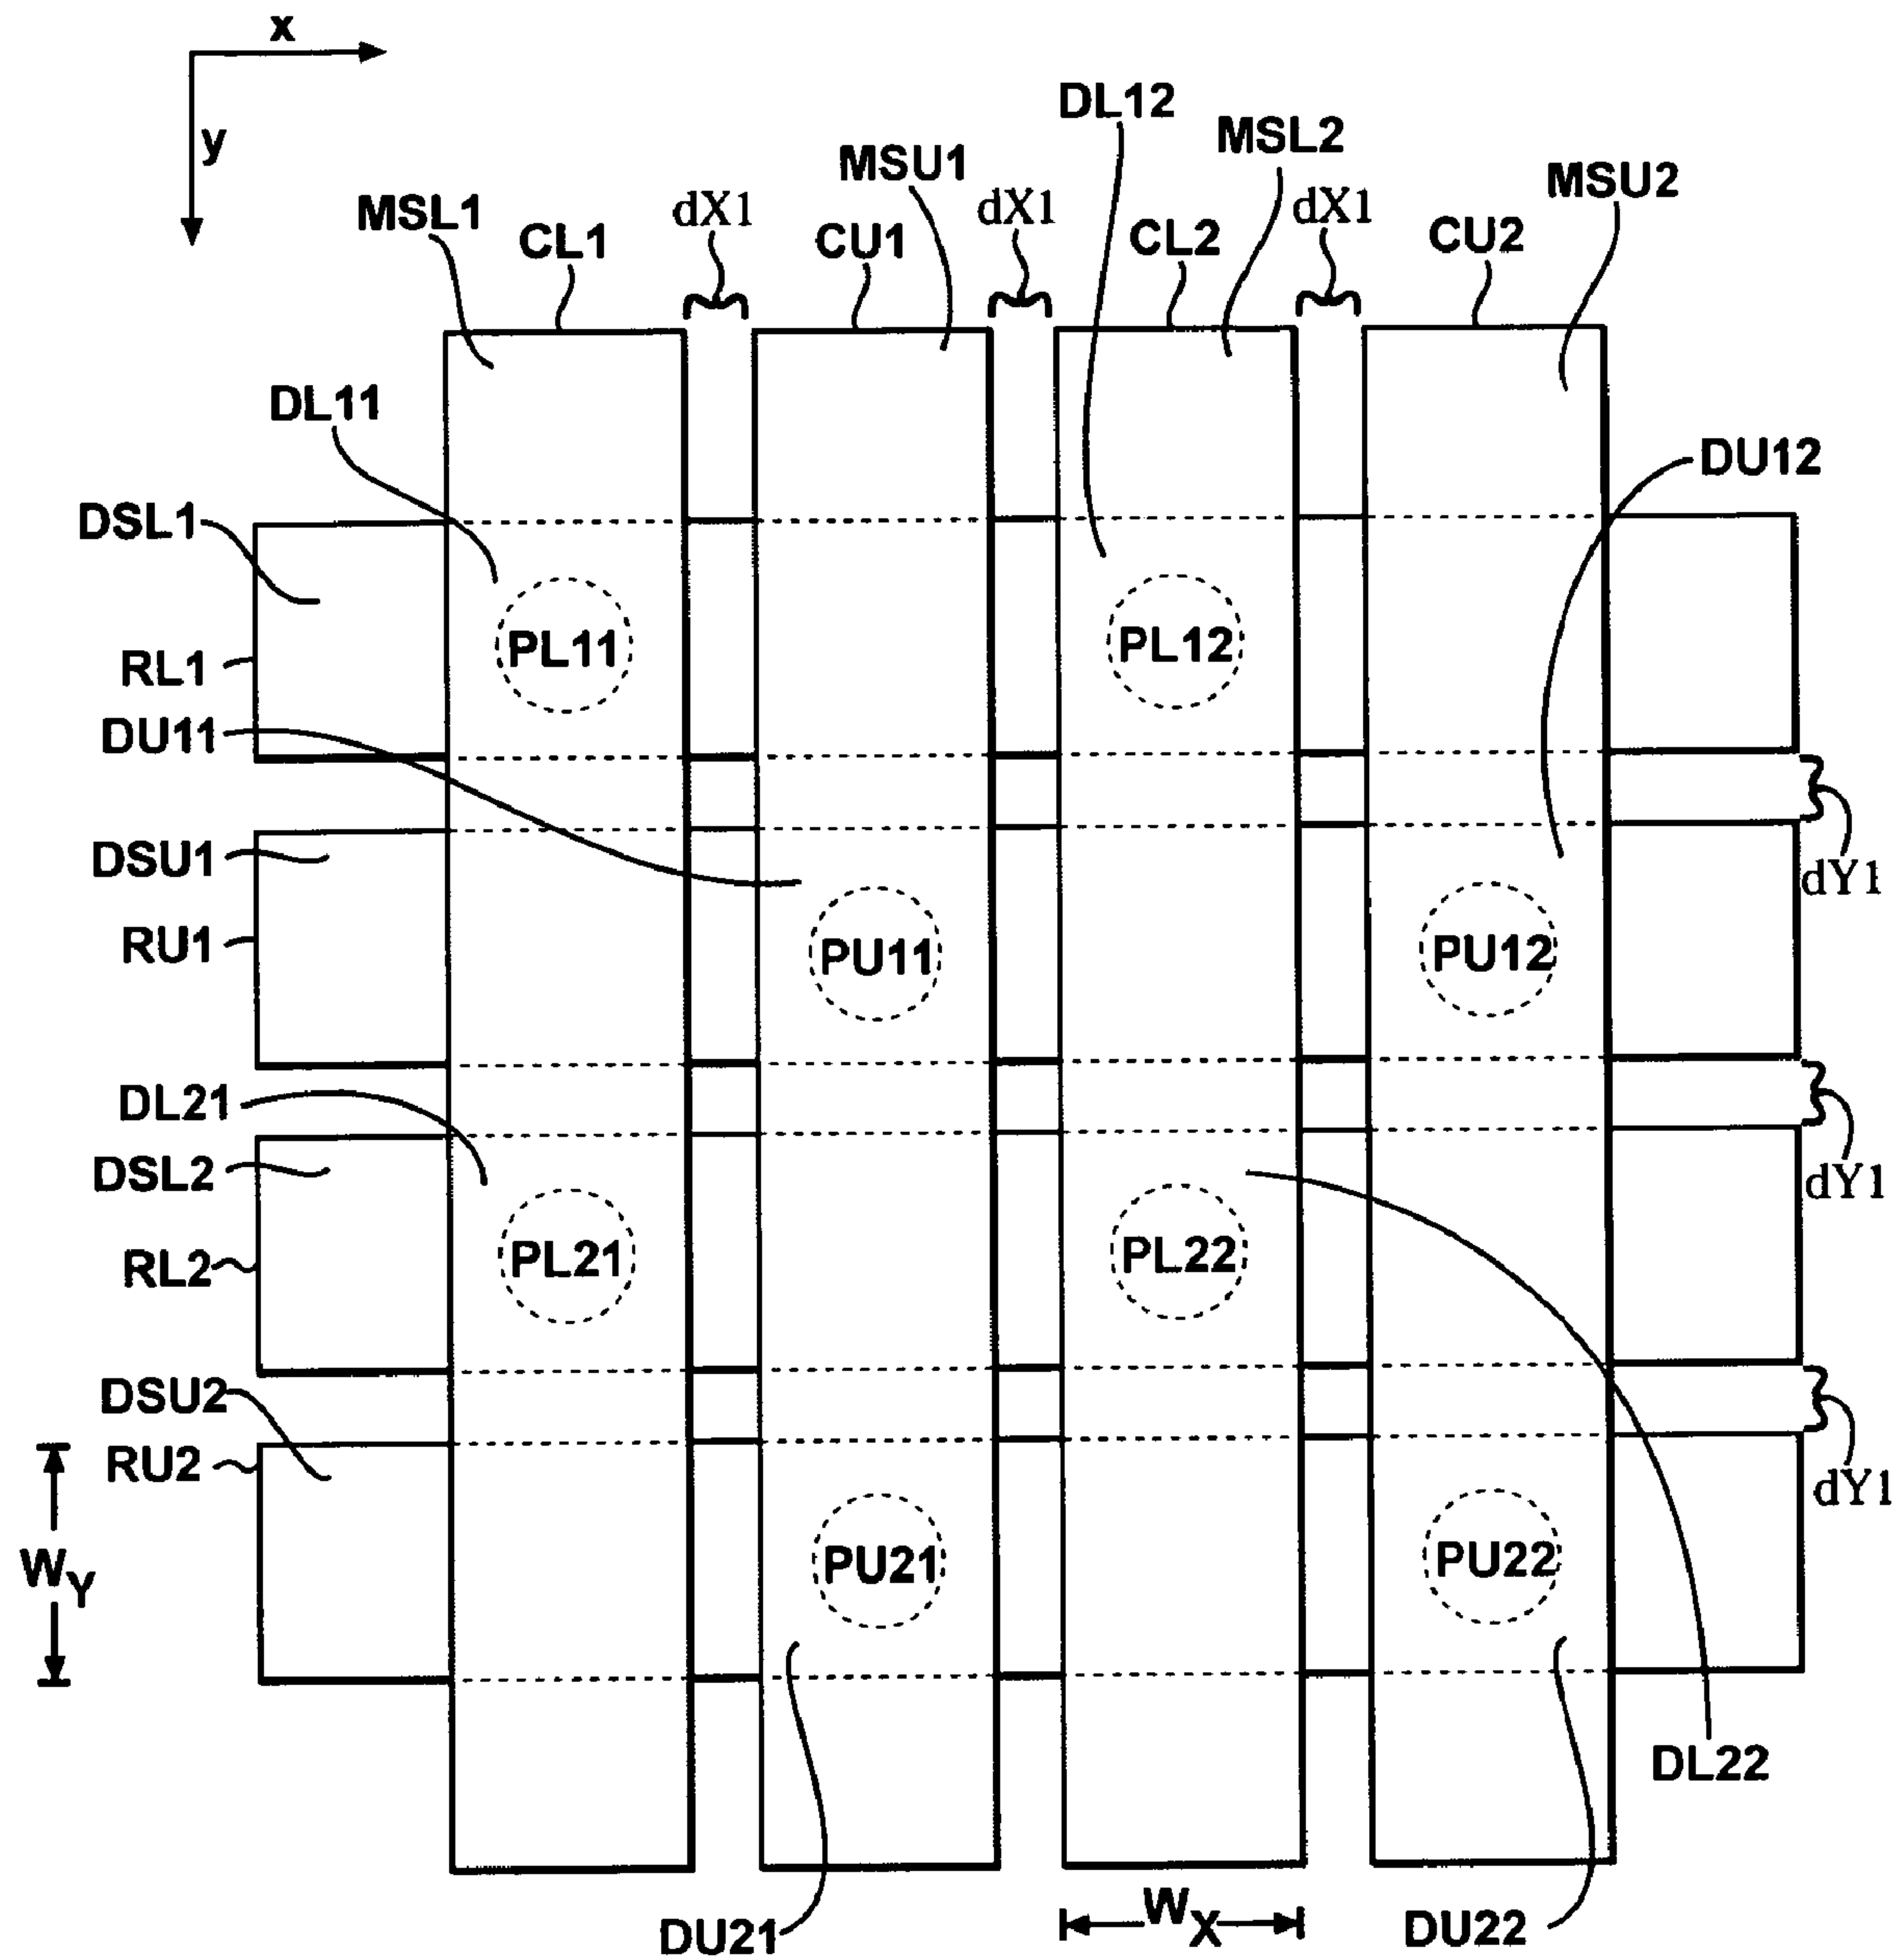 x
y
DL12
MSL2
MSU1
MSU2
MSL1
dX1
dX1
dX1
CL1
CU1
CL2
CU2
DL11
DU12
DSL1
PL11
PL12
RL1
DU11
DSU1
dY1
RU1
PU11
PU12
DL21
DSL2
dY1
RL2
PL21
PL22
DSU2
RU2
dY1
WY
PU21
PU22
DL22
DU21
WX
DU22